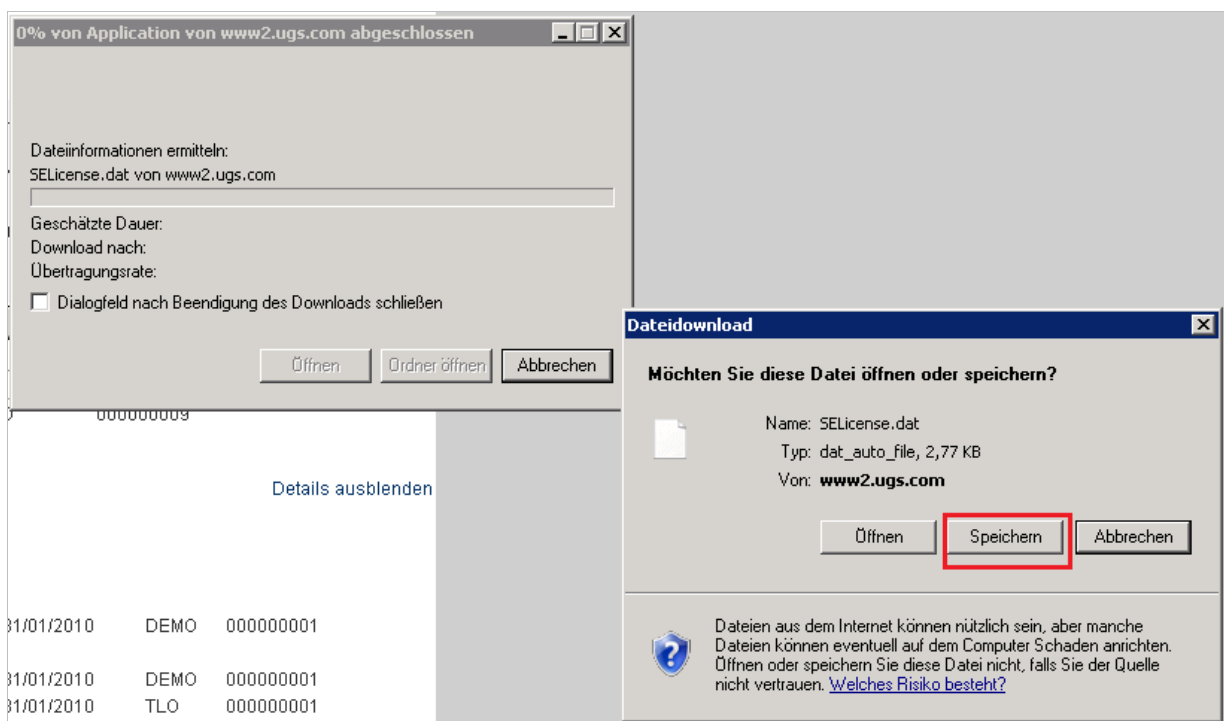 0% von Application von www2.ugs.com abgeschlossen
Dateiinformationen ermitteln:
SELicense.dat von www2.ugs.com
Geschätzte Dauer:
Download nach:
Übertragungsrate:
Dialogfeld nach Beendigung des Downloads schließen
Öffnen Ordner öffnen Abbrechen
000000009
Details ausblenden
31/01/2010 DEMO 000000001
31/01/2010 DEMO 000000001
31/01/2010 TLO 000000001
Dateidownload
Möchten Sie diese Datei öffnen oder speichern?
Name: SELicense.dat
Typ: dat_auto_file, 2,77 KB
Von: www2.ugs.com
Öffnen Speichern Abbrechen
Dateien aus dem Internet können nützlich sein, aber manche
Dateien können eventuell auf dem Computer Schaden anrichten.
Öffnen oder speichern Sie diese Datei nicht, falls Sie der Quelle
nicht vertrauen. Welches Risiko besteht?